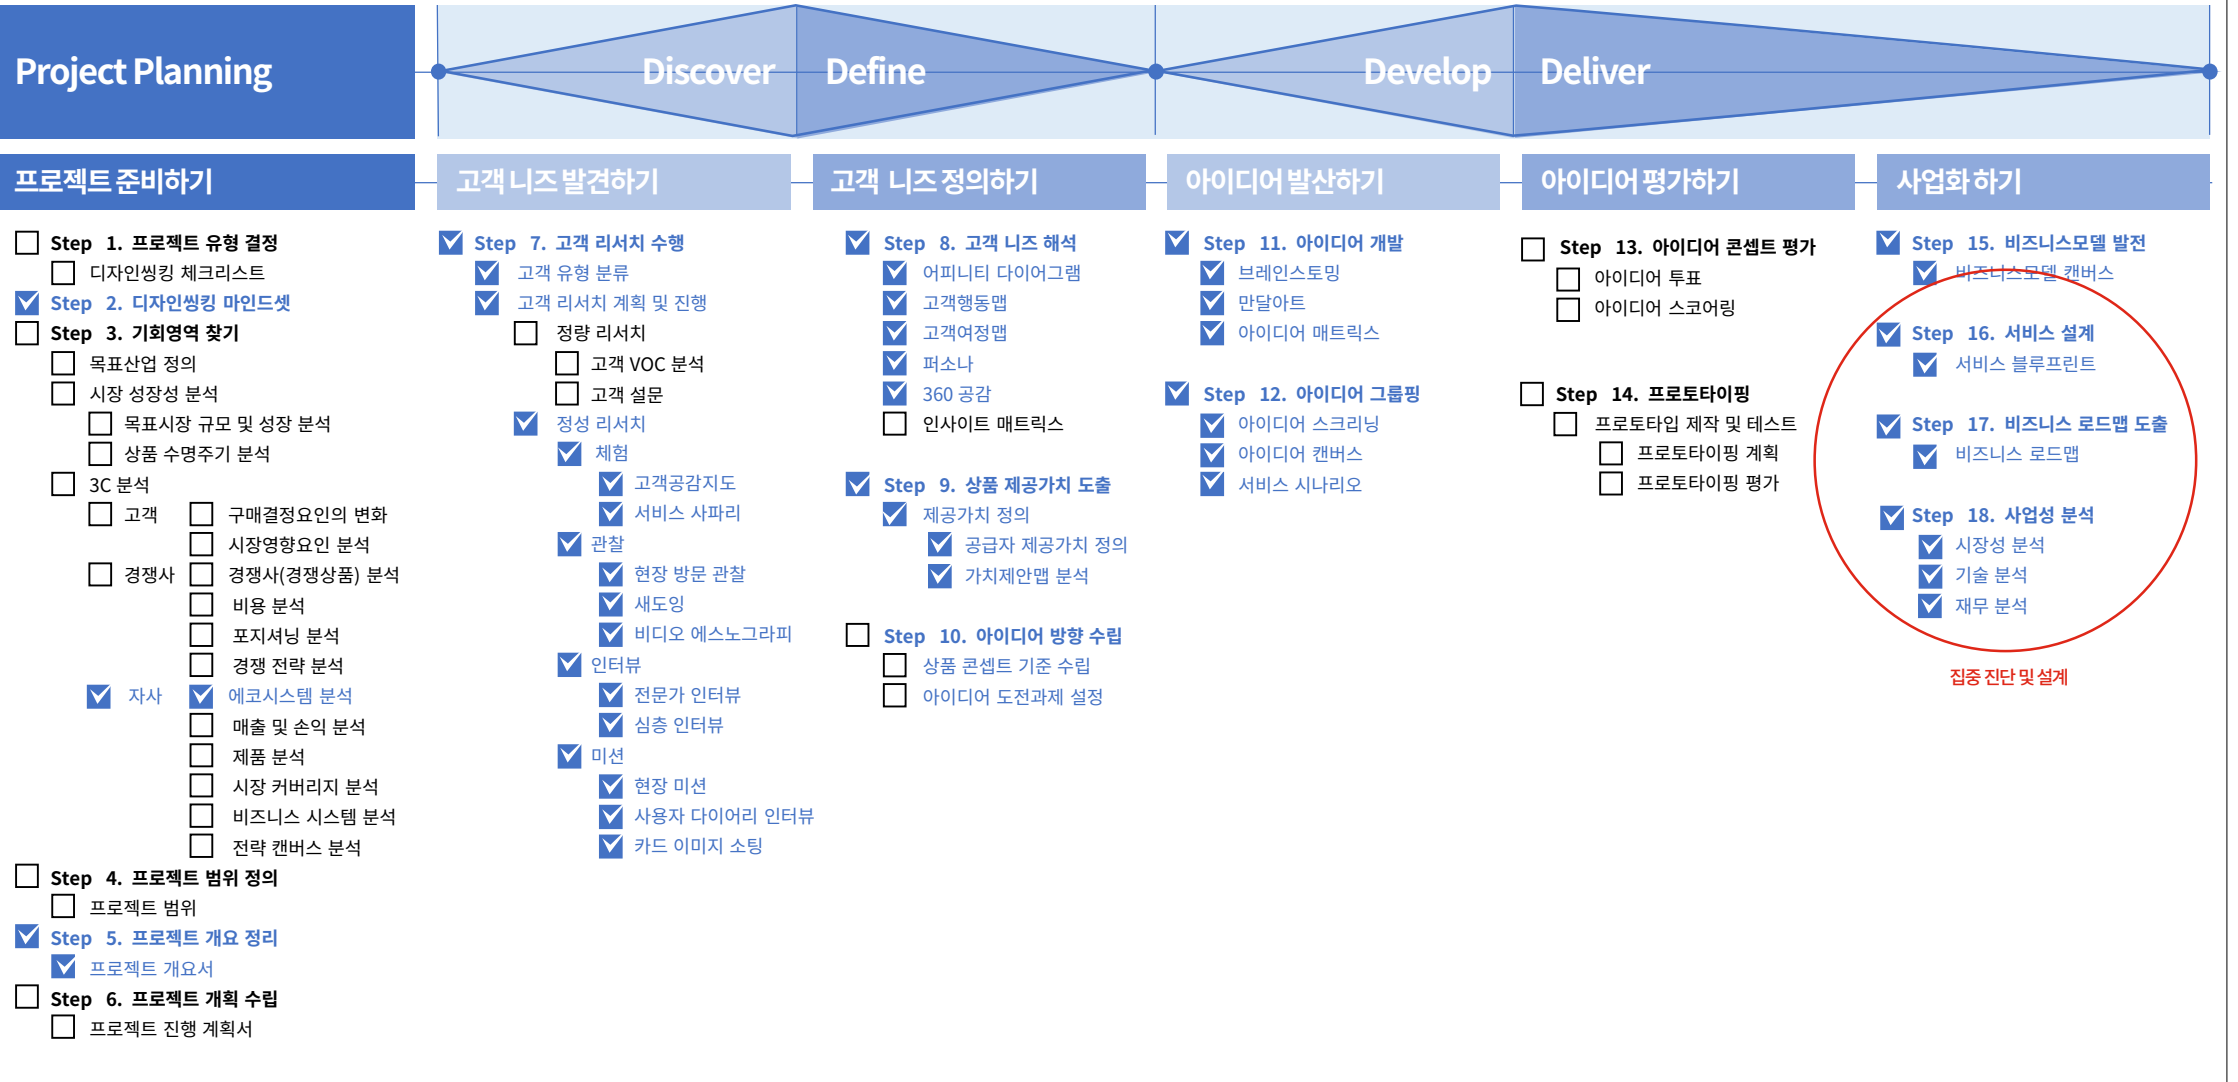 Project Planning
Discover
Define
Develop
Deliver
프로젝트 준비하기
고객 니즈 발견하기
고객 니즈 정의하기
아이디어 발산하기
아이디어 평가하기
사업화 하기
Step 1. 프로젝트 유형 결정
디자인씽킹 체크리스트
Step 2. 디자인씽킹 마인드셋
Step 3. 기회영역 찾기
목표산업 정의
시장 성장성 분석
목표시장 규모 및 성장 분석
상품 수명주기 분석
3C 분석
고객 구매결정요인의 변화
시장영향요인 분석
경쟁사 경쟁사(경쟁상품) 분석
비용 분석
포지셔닝 분석
경쟁 전략 분석
자사 에코시스템 분석
매출 및 손익 분석
제품 분석
시장 커버리지 분석
비즈니스 시스템 분석
전략 캔버스 분석
Step 4. 프로젝트 범위 정의
프로젝트 범위
Step 5. 프로젝트 개요 정리
프로젝트 개요서
Step 6. 프로젝트 개획 수립
프로젝트 진행 계획서
Step 7. 고객 리서치 수행
고객 유형 분류
고객 리서치 계획 및 진행
정량 리서치
고객 VOC 분석
고객 설문
정성 리서치
체험
고객공감지도
서비스 사파리
관찰
현장 방문 관찰
새도잉
비디오 에스노그라피
인터뷰
전문가 인터뷰
심층 인터뷰
미션
현장 미션
사용자 다이어리 인터뷰
카드 이미지 소팅
Step 8. 고객 니즈 해석
어피니티 다이어그램
고객행동맵
고객여정맵
퍼소나
360 공감
인사이트 매트릭스
Step 9. 상품 제공가치 도출
제공가치 정의
공급자 제공가치 정의
가치제안맵 분석
Step 10. 아이디어 방향 수립
상품 콘셉트 기준 수립
아이디어 도전과제 설정
Step 11. 아이디어 개발
브레인스토밍
만달아트
아이디어 매트릭스
Step 12. 아이디어 그룹핑
아이디어 스크리닝
아이디어 캔버스
서비스 시나리오
Step 13. 아이디어 콘셉트 평가
아이디어 투표
아이디어 스코어링
Step 14. 프로토타이핑
프로토타입 제작 및 테스트
프로토타이핑 계획
프로토타이핑 평가
Step 15. 비즈니스모델 발전
비즈니스모델 캔버스
Step 16. 서비스 설계
서비스 블루프린트
Step 17. 비즈니스 로드맵 도출
비즈니스 로드맵
Step 18. 사업성 분석
시장성 분석
기술 분석
재무 분석
집중 진단 및 설계